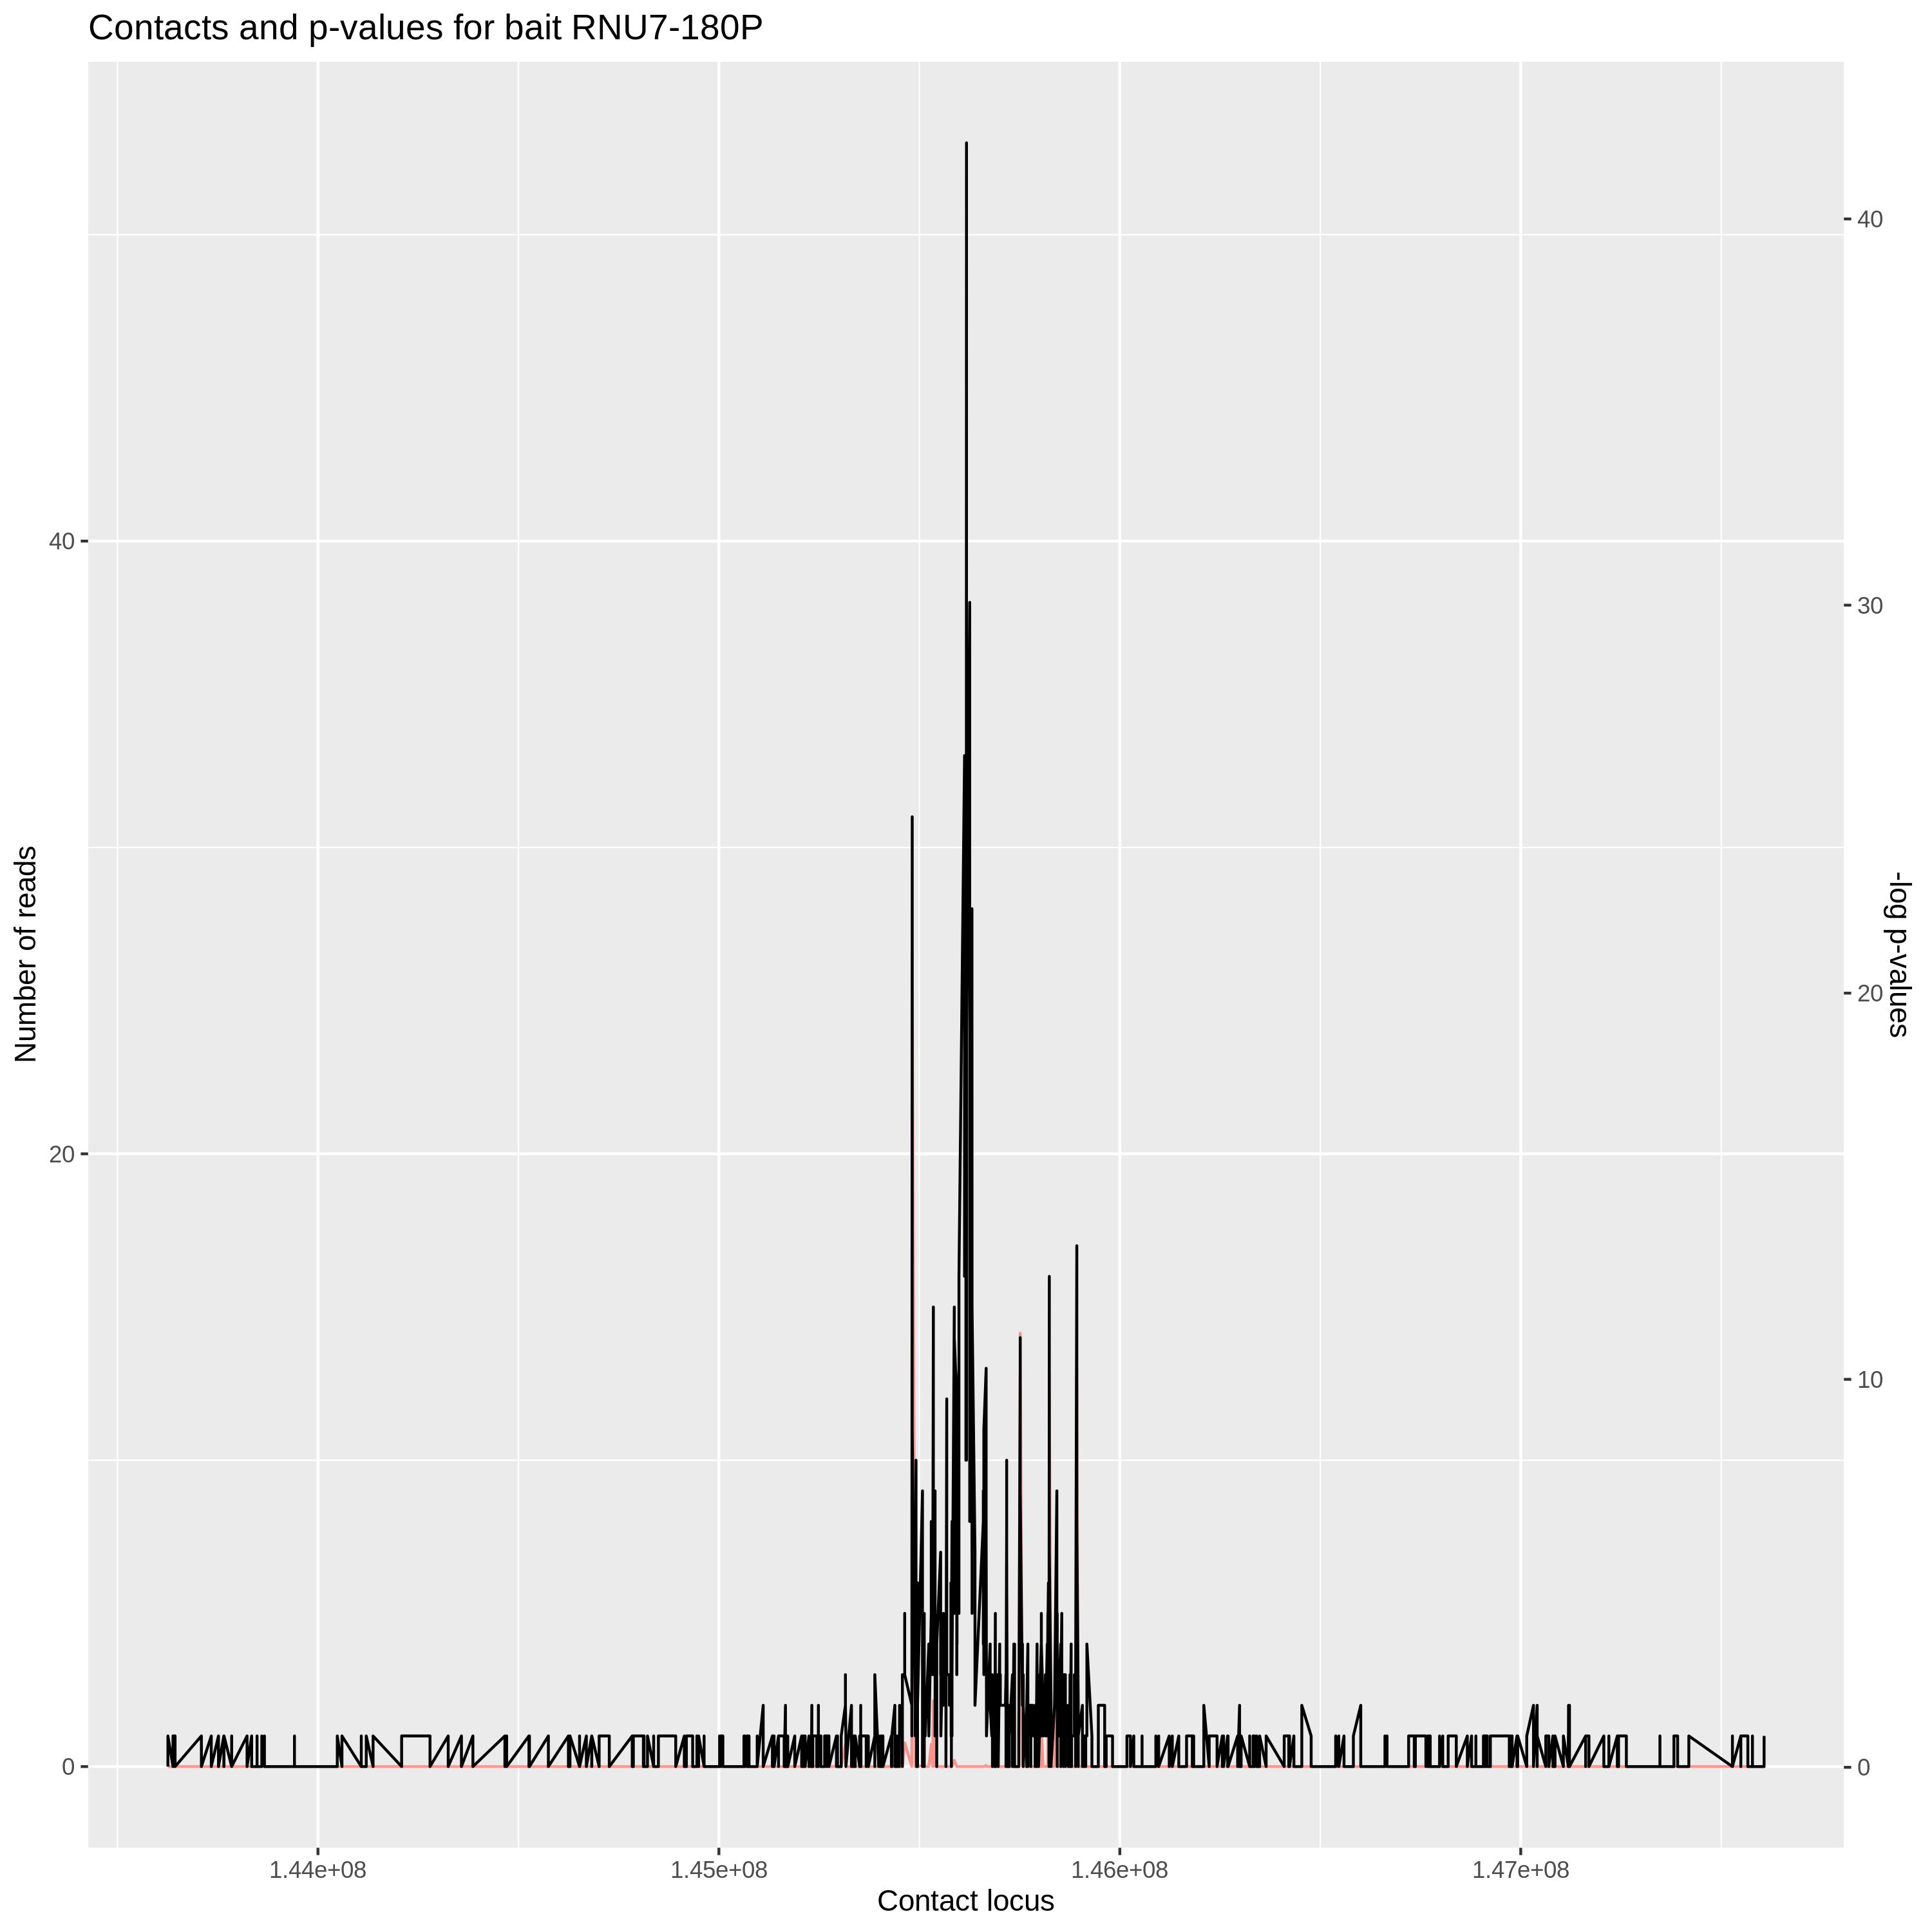 Contacts and p-values for bait RNU7-180P
Number of reads
40
20
0
40
30
20
10
0
-log p-values
1.44e+08 1.45e+08 1.46e+08 1.47e+08
Contact locus